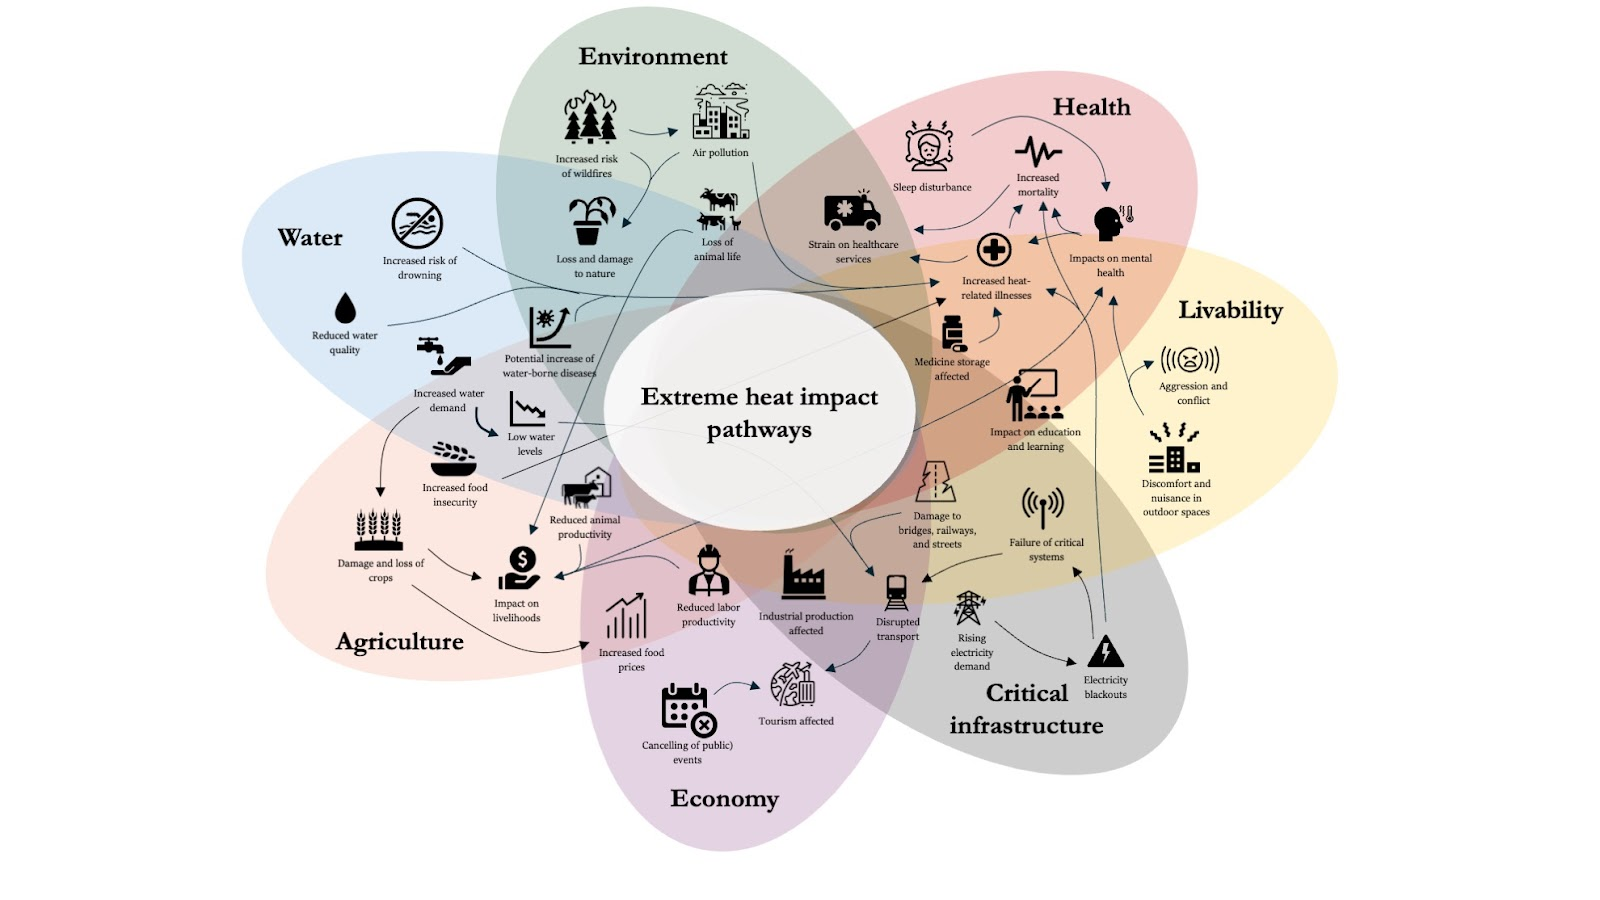 Environment
Increased risk
of wildfires
Air pollution
Loss and damage
to nature
Loss of
animal life
Health
Sleep disturbance
Increased
mortality
Strain on healthcare
services
Impacts on mental
health
Increased heat-
related illnesses
Medicine storage
affected
Water
Increased risk of
drowning
Reduced water
quality
Increased water
demand
Potential increase of
water-borne diseases
Low water
levels
Livability
Aggression and
conflict
Impact on education
and learning
Discomfort and
nuisance in
outdoor spaces
Extreme heat impact
pathways
Increased food
insecurity
Reduced animal
productivity
Damage and loss of
crops
Impact on
livelihoods
Agriculture
Damage to
bridges, railways,
and streets
Failure of critical
systems
Reduced labor
productivity
Industrial production
affected
Disrupted
transport
Rising
electricity
demand
Electricity
blackouts
Critical
infrastructure
Increased food
prices
Tourism affected
Cancelling of public)
events
Economy